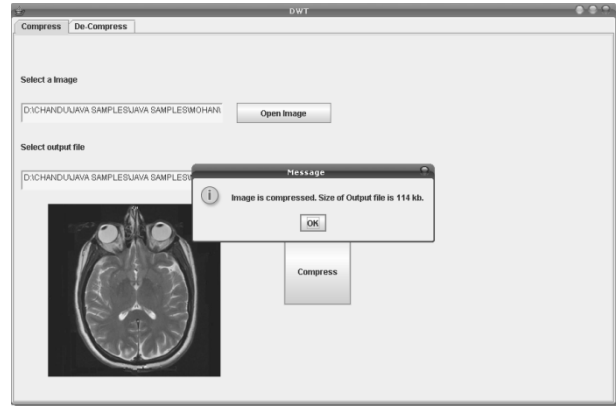 DWT
Compress De-Compress
Select a Image
D:\CHANDU\JAVA SAMPLES\JAVA SAMPLES\MOHAN\
Open Image
Select output file
D:\CHANDU\JAVA SAMPLES\JAVA SAMPLES\
Message
Image is compressed. Size of Output file is 114 kb.
OK
Compress